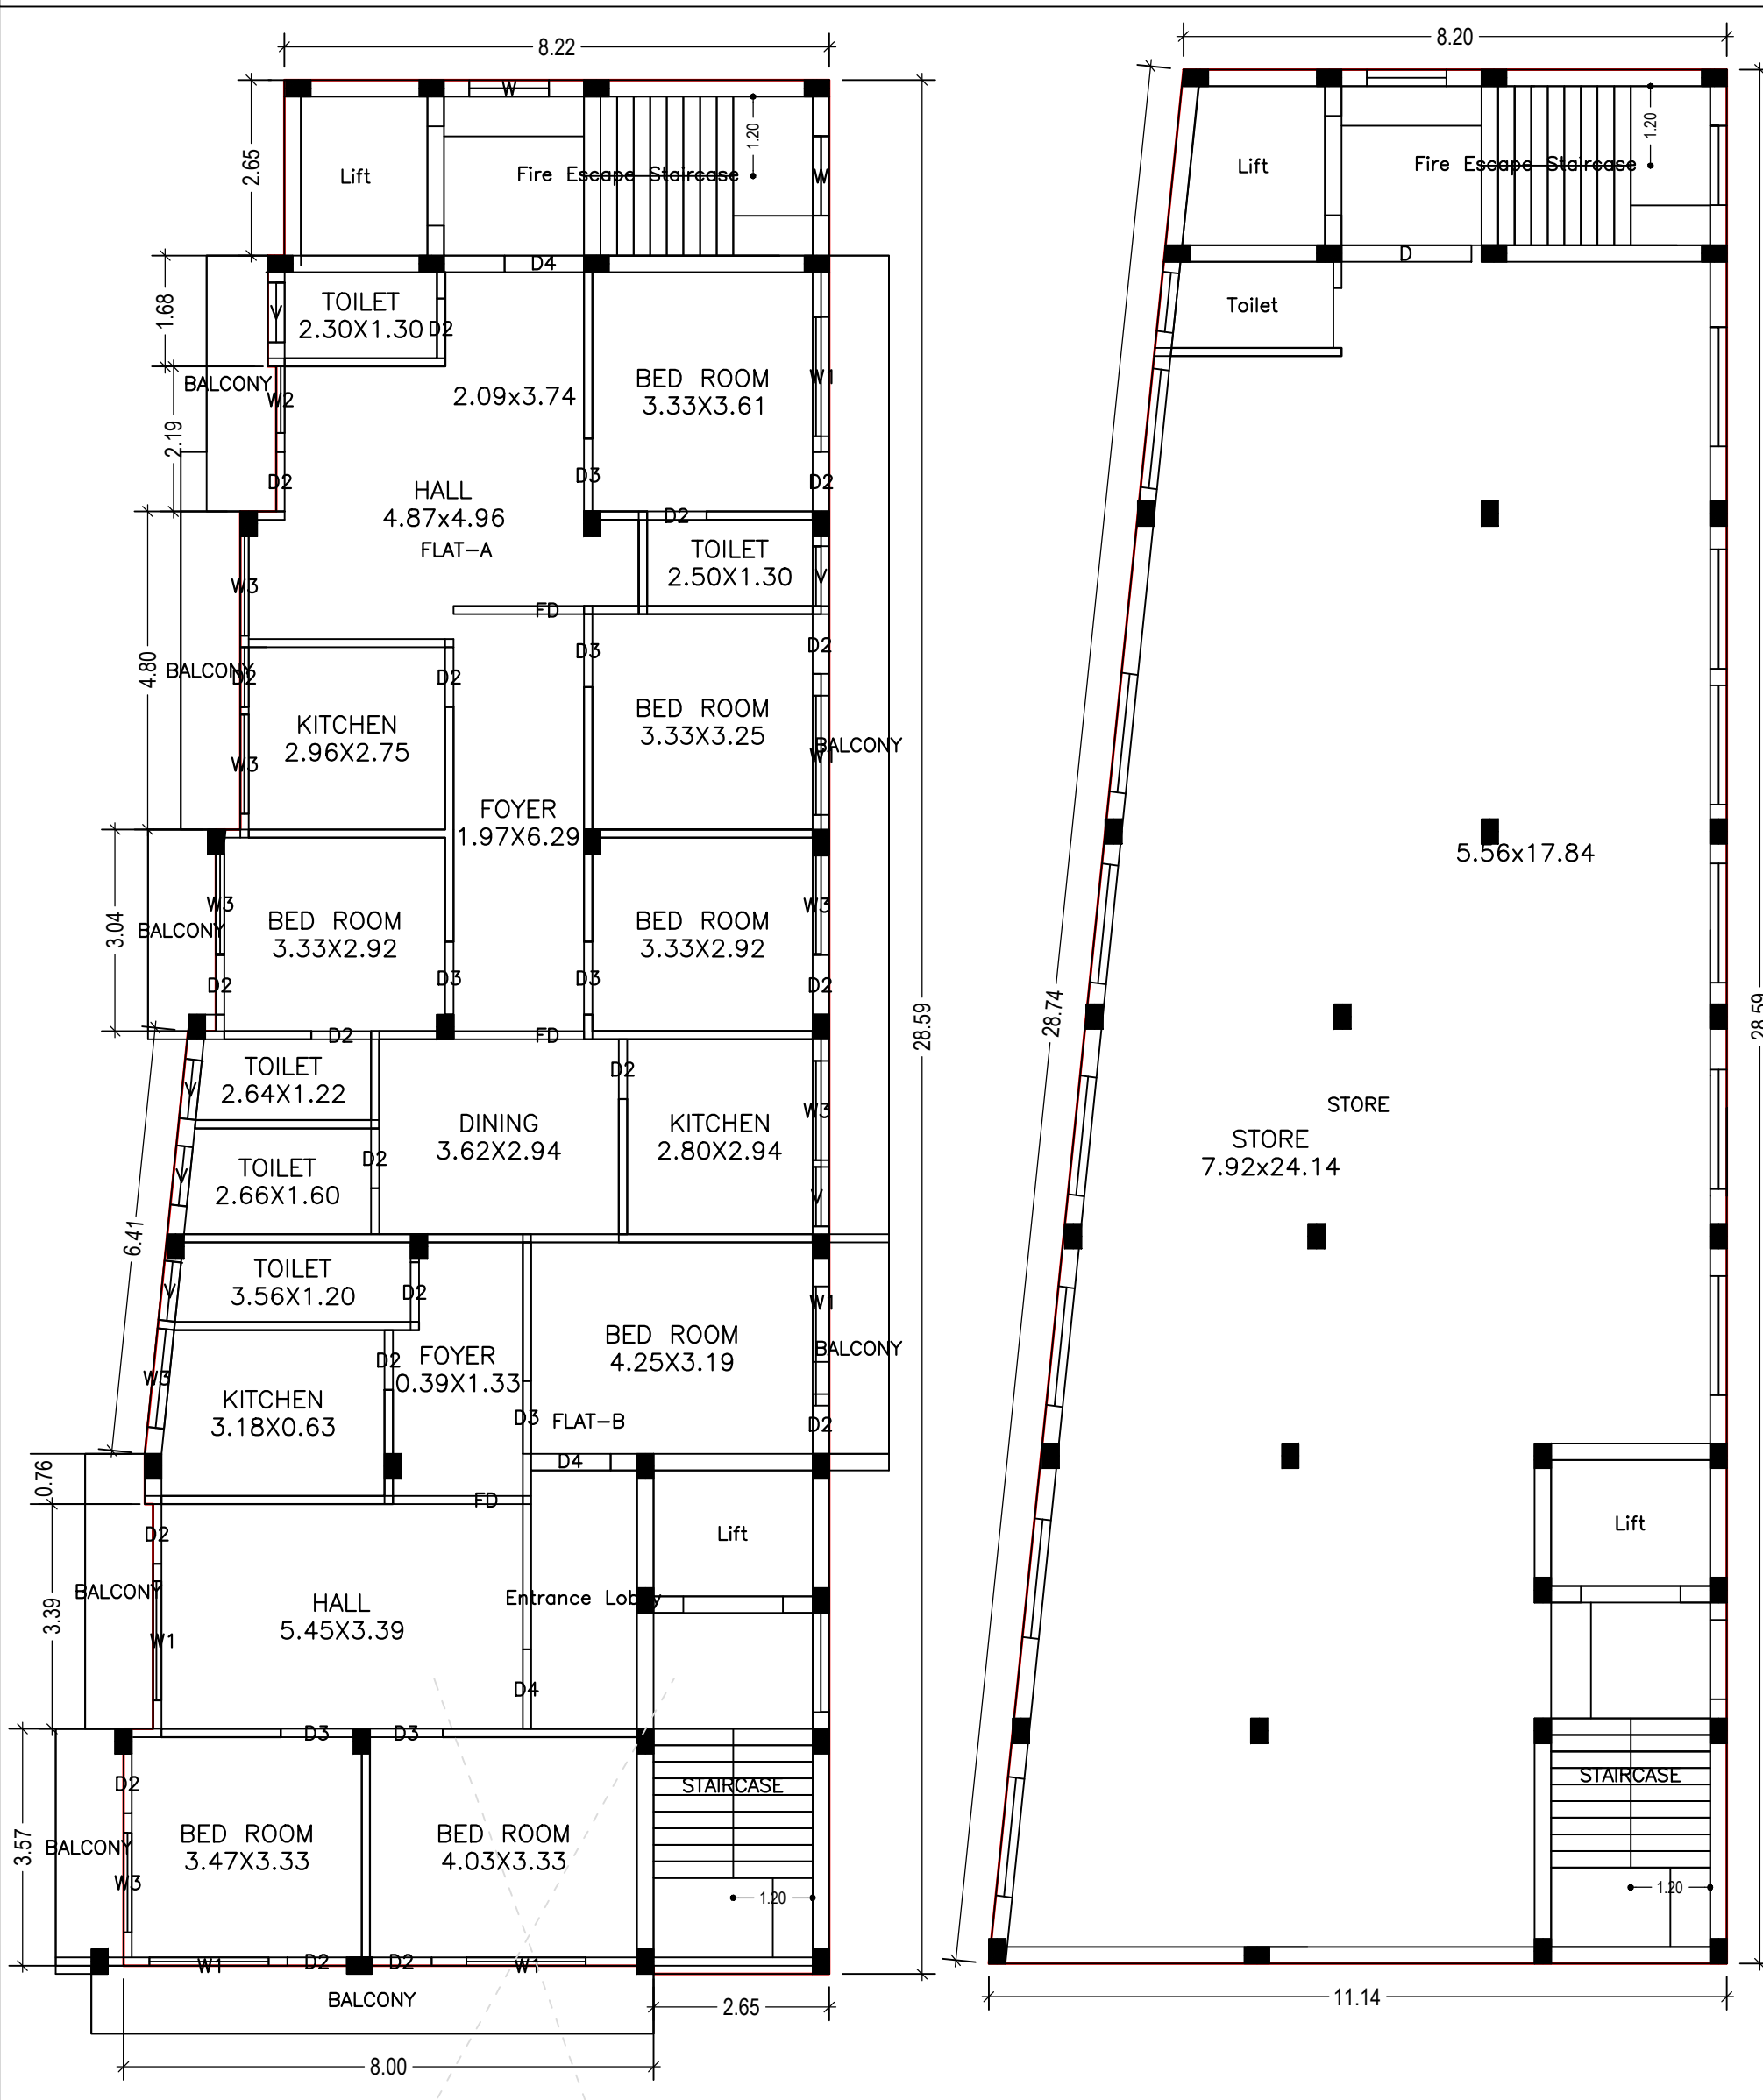 8.22
2.65
Lift
W
Fire Escape Staircase
1.20
W
D4
1.68
V
TOILET
2.30X1.30
D2
BALCONY
W2
2.19
D2
2.09x3.74
BED ROOM
3.33X3.61
W1
D3
D2
HALL
4.87x4.96
FLAT-A
D2
TOILET
2.50X1.30
V
W3
FD
4.80
BALCONY
D2
D2
D3
D2
KITCHEN
2.96X2.75
W3
BED ROOM
3.33X3.25
W1
BALCONY
FOYER
1.97X6.29
3.04
BALCONY
W3
D2
BED ROOM
3.33X2.92
D3
D3
BED ROOM
3.33X2.92
W3
D2
28.59
D2
FD
TOILET
2.64X1.22
V
D2
DINING
3.62X2.94
KITCHEN
2.80X2.94
W3
V
TOILET
2.66X1.60
V
D2
6.41
TOILET
3.56X1.20
V
D2
W1
BED ROOM
4.25X3.19
BALCONY
D2
FOYER
0.39X1.33
W3
KITCHEN
3.18X0.63
D3
FLAT-B
D2
D4
0.76
FD
D2
Lift
BALCONY
3.39
HALL
5.45X3.39
Entrance Lobby
W1
D4
D3
D3
3.57
D2
BALCONY
W3
BED ROOM
3.47X3.33
BED ROOM
4.03X3.33
STAIRCASE
1.20
W1
D2
D2
W1
BALCONY
2.65
8.00
8.20
Lift
Fire Escape Staircase
1.20
D
Toilet
5.56x17.84
28.74
28.59
STORE
STORE
7.92x24.14
Lift
STAIRCASE
1.20
11.14